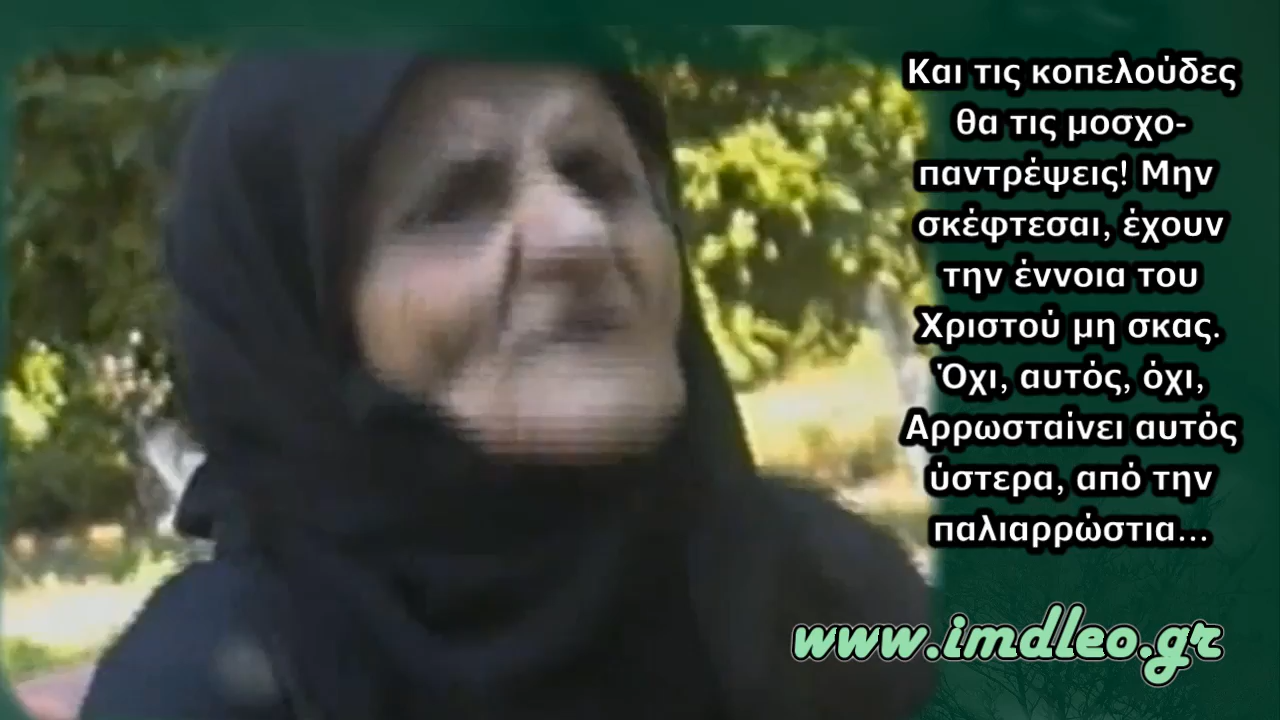 Και τις κοπελούδες
θα τις μοσχο-
παντρέψεις! Μην
σκέφτεσαι, έχουν
την έννοια του
Χριστού μη σκας.
Όχι, αυτός, όχι,
Αρρωσταίνει αυτός
ύστερα, από την
παλιαρρώστια...
www.imdleo.gr